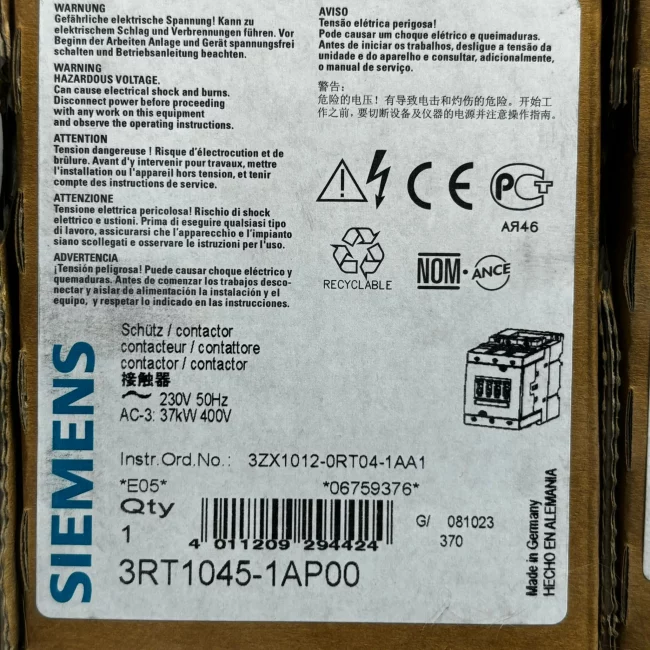 WARNUNG
Gefährliche elektrische Spannung! Kann zu
elektrischem Schlag und Verbrennungen führen. Vor
Beginn der Arbeiten Anlage und Gerät spannungsfrei
schalten und Betriebsanleitung beachten.
WARNING
HAZARDOUS VOLTAGE.
Can cause electrical shock and burns.
Disconnect power before proceeding
with any work on this equipment
and observe the operating instructions.
ATTENTION
Tension dangereuse ! Risque d'électrocution et de
brûlure. Avant d'y intervenir pour travaux, mettre
l'installation ou l'appareil hors tension, et tenir
compte des instructions de service.
ATTENZIONE
Tensione elettrica pericolosa! Rischio di shock
elettrico e ustioni. Prima di eseguire qualsiasi tipo
di lavoro, assicurarsi che l'apparecchio e l'impianto
siano scollegati e osservare le istruzioni per l'uso.
ADVERTENCIA
¡Tensión peligrosa! Puede causar choque eléctrico y
quemaduras. Antes de comenzar los trabajos desco-
nectar y aislar de alimentación la instalación y el
equipo, y respetar lo indicado en las instrucciones.
AVISO
Tensão elétrica perigosa!
Pode causar um choque elétrico e queimaduras.
Antes de iniciar os trabalhos, desligue a tensão da
unidade e do aparelho e consultar, adicionalmente,
o manual de serviço.
警告:
危险的电压! 有导致电击和灼伤的危险。开始工
作之前,要切断设备及仪器的电源并注意操作指南。
CE
РСТ
АЯ46
RECYCLABLE
NOM·ANCE
SIEMENS
Schütz / contactor
contacteur / contattore
contactor / contactor
接触器
~ 230V 50Hz
AC-3: 37kW 400V
Instr.Ord.No.: 3ZX1012-0RT04-1AA1
*E05* *06759376*
Qty
1
4 011209 294424
G/ 081023
370
3RT1045-1AP00
Made in Germany
HECHO EN ALEMANIA